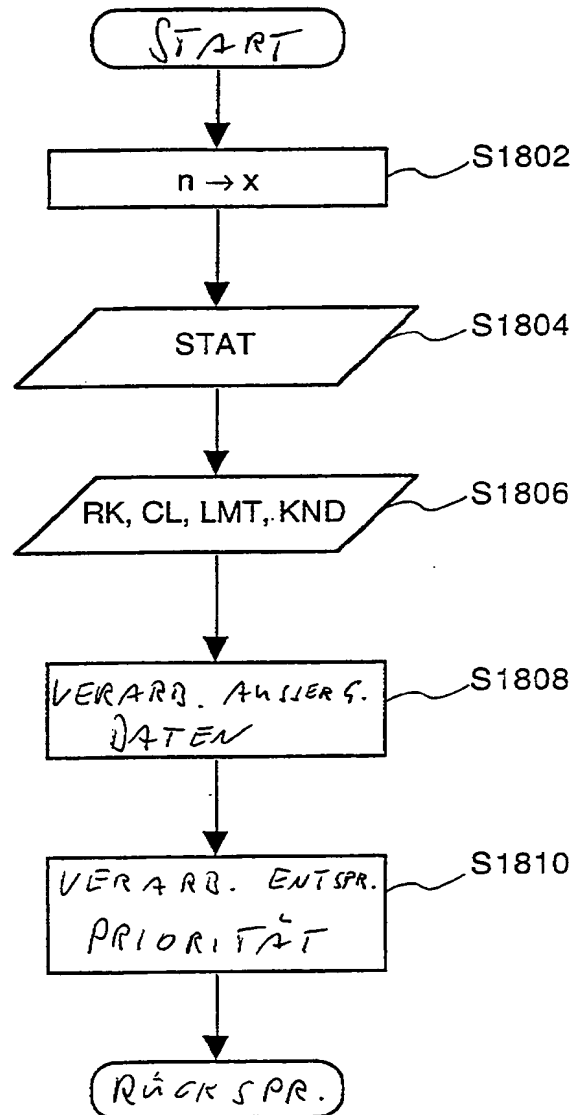 START
n → x
S1802
STAT
S1804
RK, CL, LMT, KND
S1806
VERARB. AUSSERG.
DATEN
S1808
VERARB. ENTSPR.
PRIORITÄT
S1810
RÜCKSPR.